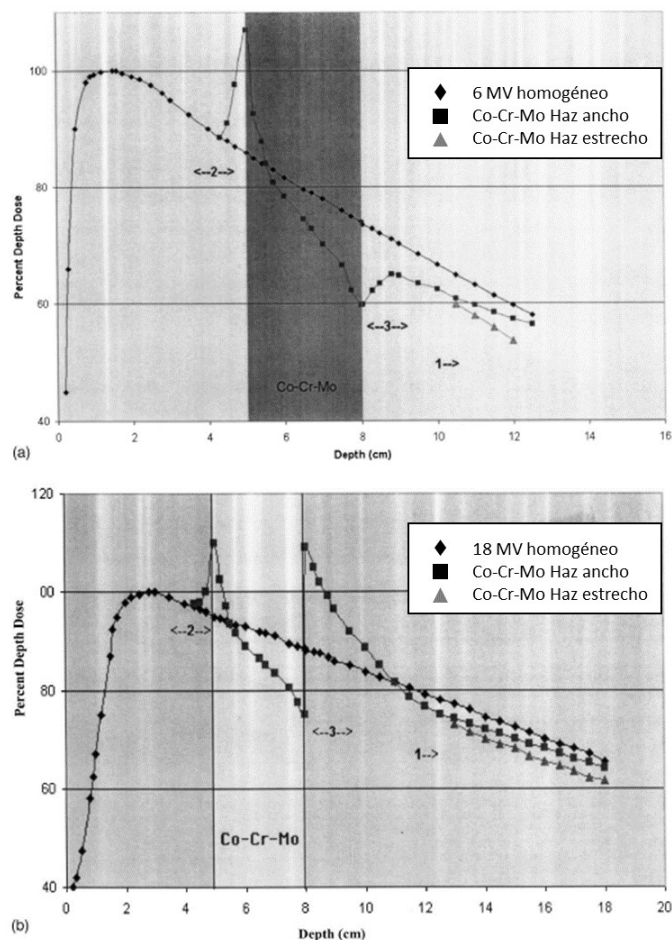 100
80
60
40
0
2
4
6
8
10
12
14
16
Percent Depth Dose
Depth (cm)
6 MV homogéneo
Co-Cr-Mo Haz ancho
Co-Cr-Mo Haz estrecho
<--2-->
<--3-->
1-->
Co-Cr-Mo
(a)
120
00
80
60
40
0
2
4
6
8
10
12
14
16
18
20
Percent Depth Dose
Depth (cm)
18 MV homogéneo
Co-Cr-Mo Haz ancho
Co-Cr-Mo Haz estrecho
<--2-->
<--3-->
1-->
Co-Cr-Mo
(b)